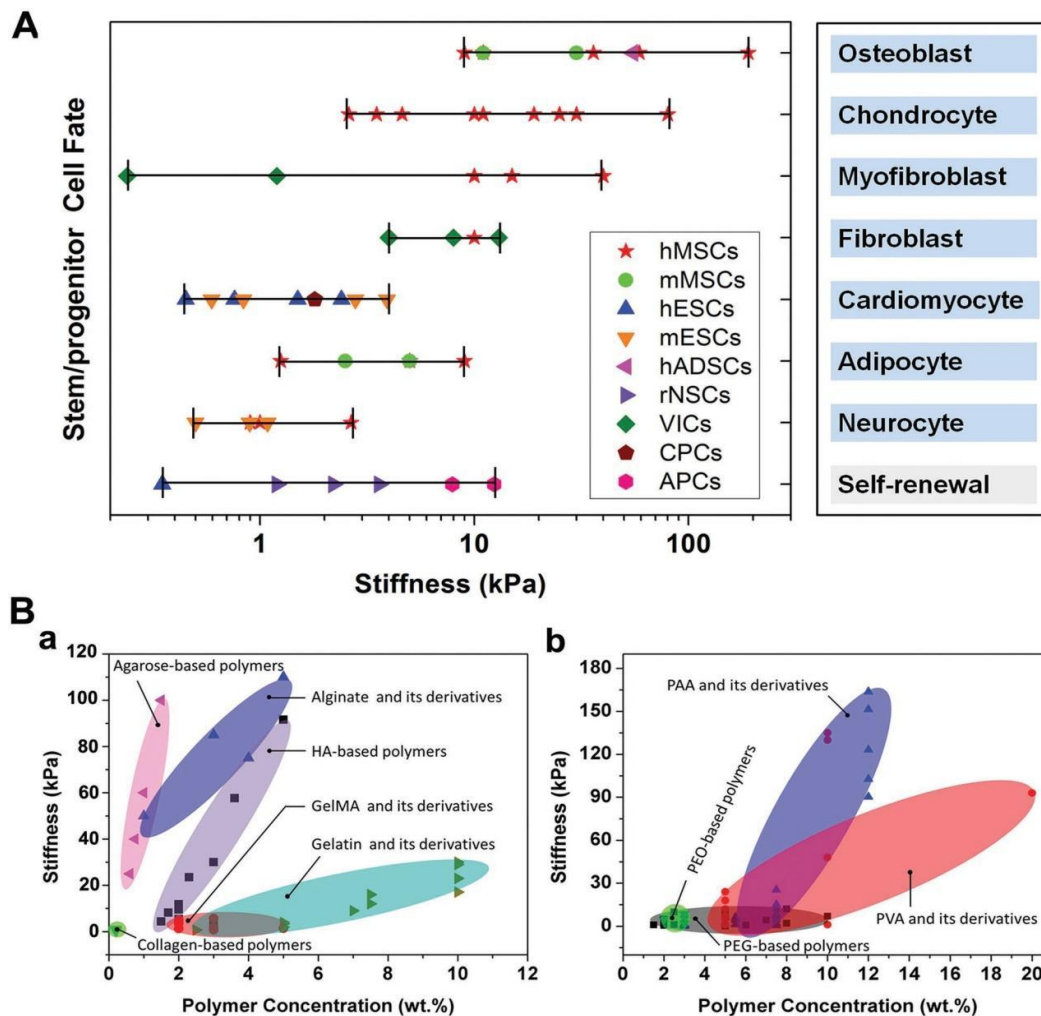 A
Stem/progenitor Cell Fate
Osteoblast
Chondrocyte
Myofibroblast
Fibroblast
Cardiomyocyte
Adipocyte
Neurocyte
Self-renewal
hMSCs
mMSCs
hESCs
mESCs
hADSCs
rNSCs
VICs
CPCs
APCs
1 10 100
Stiffness (kPa)
B
a
Stiffness (kPa)
120
100
80
60
40
20
0
Agarose-based polymers
Alginate and its derivatives
HA-based polymers
GelMA and its derivatives
Gelatin and its derivatives
Collagen-based polymers
0 2 4 6 8 10 12
Polymer Concentration (wt.%)
b
Stiffness (kPa)
180
150
120
90
60
30
0
PAA and its derivatives
PEO-based polymers
PVA and its derivatives
PEG-based polymers
0 2 4 6 8 10 12 14 16 18 20
Polymer Concentration (wt.%)